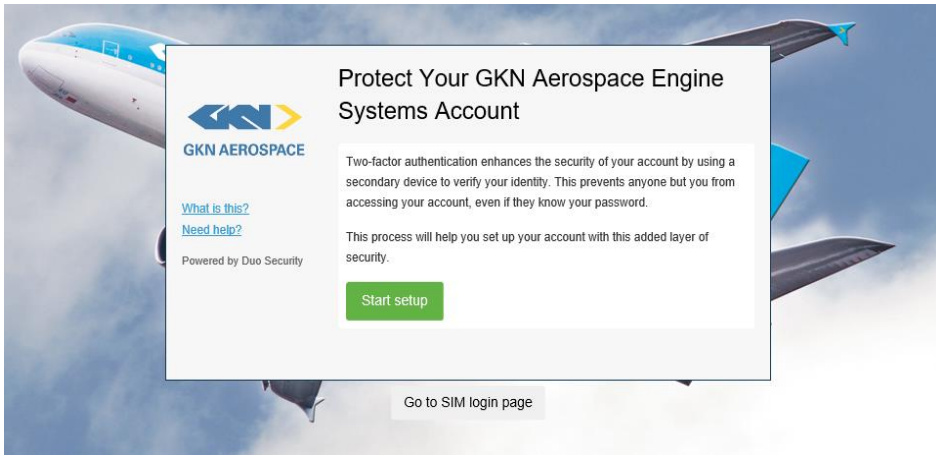 GKN
GKN AEROSPACE
What is this?
Need help?
Powered by Duo Security
Protect Your GKN Aerospace Engine
Systems Account
Two-factor authentication enhances the security of your account by using a
secondary device to verify your identity. This prevents anyone but you from
accessing your account, even if they know your password.
This process will help you set up your account with this added layer of
security.
Start setup
Go to SIM login page